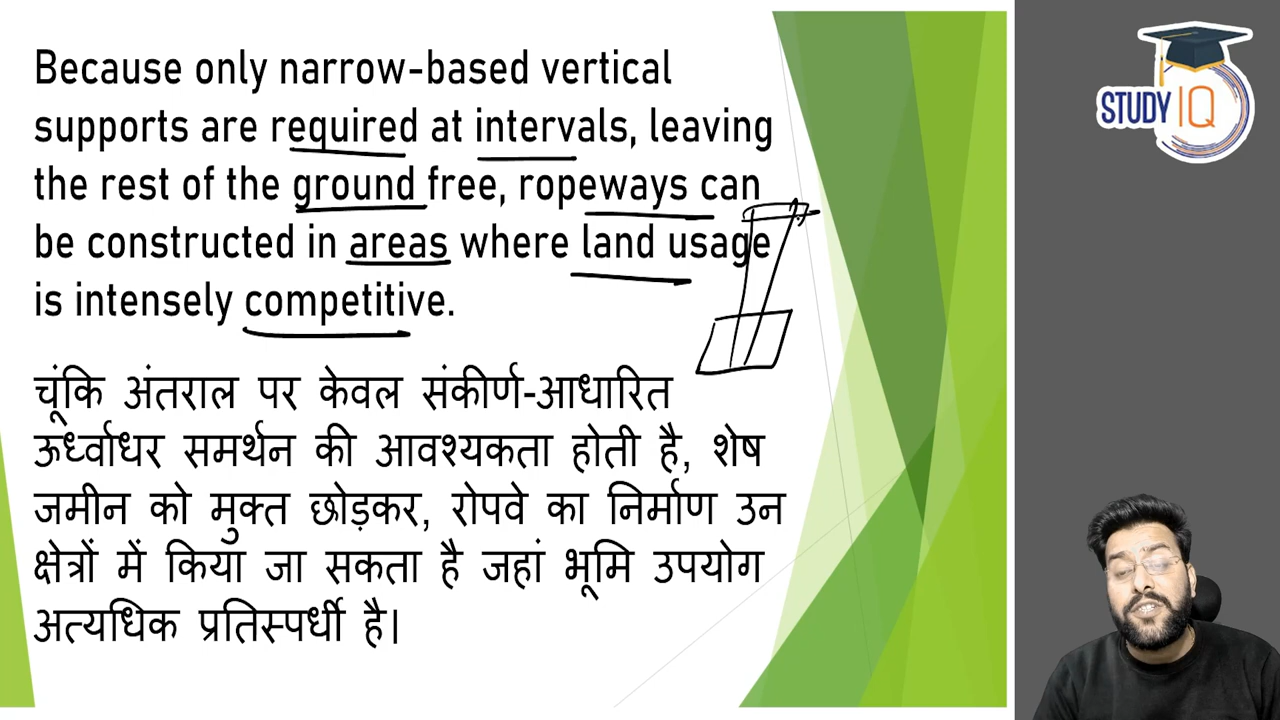 Because only narrow-based vertical
supports are required at intervals, leaving
the rest of the ground free, ropeways can
be constructed in areas where land usage
is intensely competitive.
चूंकि अंतराल पर केवल संकीर्ण-आधारित
ऊर्ध्वाधर समर्थन की आवश्यकता होती है, शेष
जमीन को मुक्त छोड़कर, रोपवे का निर्माण उन
क्षेत्रों में किया जा सकता है जहां भूमि उपयोग
अत्यधिक प्रतिस्पर्धी है।
STUDY IQ